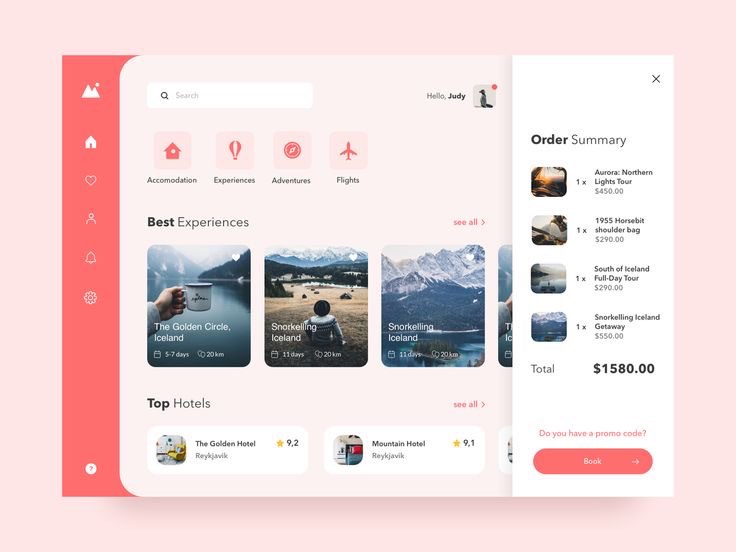 Search
Hello, Judy
Accomodation
Experiences
Adventures
Flights
Best Experiences
see all
The Golden Circle,
Iceland
5-7 days
20 km
Snorkelling
Iceland
11 days
20 km
Snorkelling
Iceland
11 days
20 km
Top Hotels
see all
The Golden Hotel
Reykjavik
9,2
Mountain Hotel
Reykjavik
9,1
Order Summary
1 x
Aurora: Northern
Lights Tour
$450.00
1 x
1955 Horsebit
shoulder bag
$290.00
1 x
South of Iceland
Full-Day Tour
$290.00
1 x
Snorkelling Iceland
Getaway
$550.00
Total
$1580.00
Do you have a promo code?
Book
?